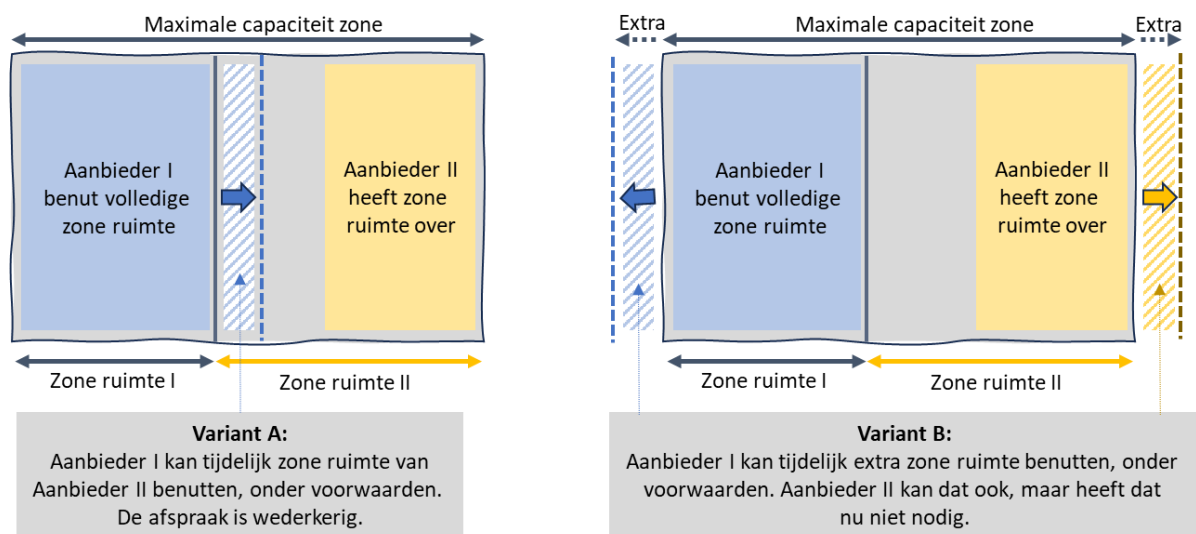 Maximale capaciteit zone
Aanbieder I
benut volledige
zone ruimte
Aanbieder II
heeft zone
ruimte over
Zone ruimte I
Zone ruimte II
Variant A:
Aanbieder I kan tijdelijk zone ruimte van
Aanbieder II benutten, onder voorwaarden.
De afspraak is wederkerig.
Extra
Maximale capaciteit zone
Extra
Aanbieder I
benut volledige
zone ruimte
Aanbieder II
heeft zone
ruimte over
Zone ruimte I
Zone ruimte II
Variant B:
Aanbieder I kan tijdelijk extra zone ruimte benutten, onder
voorwaarden. Aanbieder II kan dat ook, maar heeft dat
nu niet nodig.